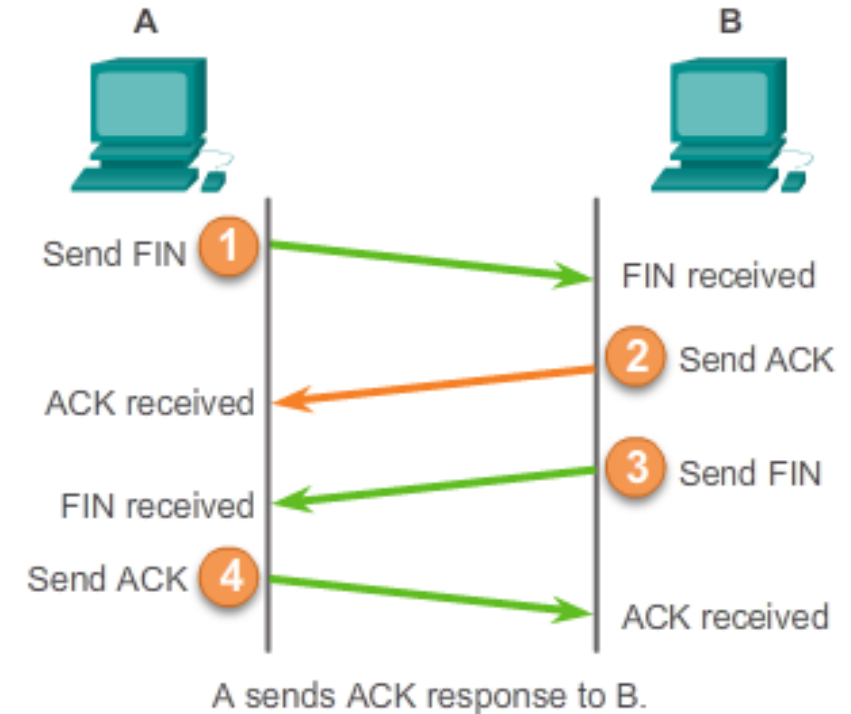 A
B
Send FIN 1
FIN received
2 Send ACK
ACK received
3 Send FIN
FIN received
Send ACK 4
ACK received
A sends ACK response to B.